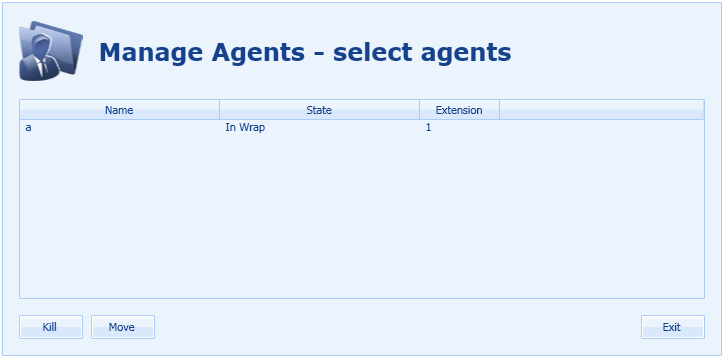 Manage Agents - select agents
Name State Extension
a In Wrap 1
Kill Move Exit